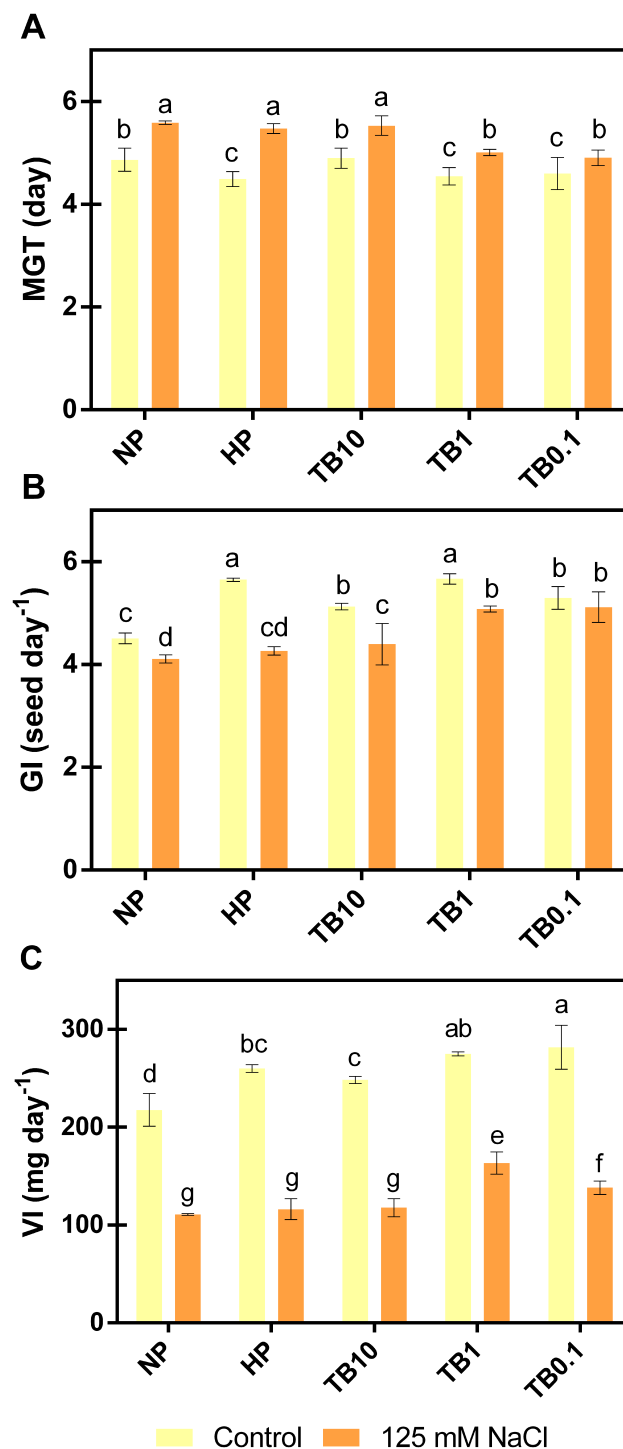 A
MGT (day)
6
4
2
0
b a c a b a c b c b
NP HP TB10 TB1 TB0.1
B
GI (seed day-1)
6
4
2
0
c d a cd b c a b b b
NP HP TB10 TB1 TB0.1
C
VI (mg day-1)
300
200
100
0
d g bc g c g ab e a f
NP HP TB10 TB1 TB0.1
Control 125 mM NaCl